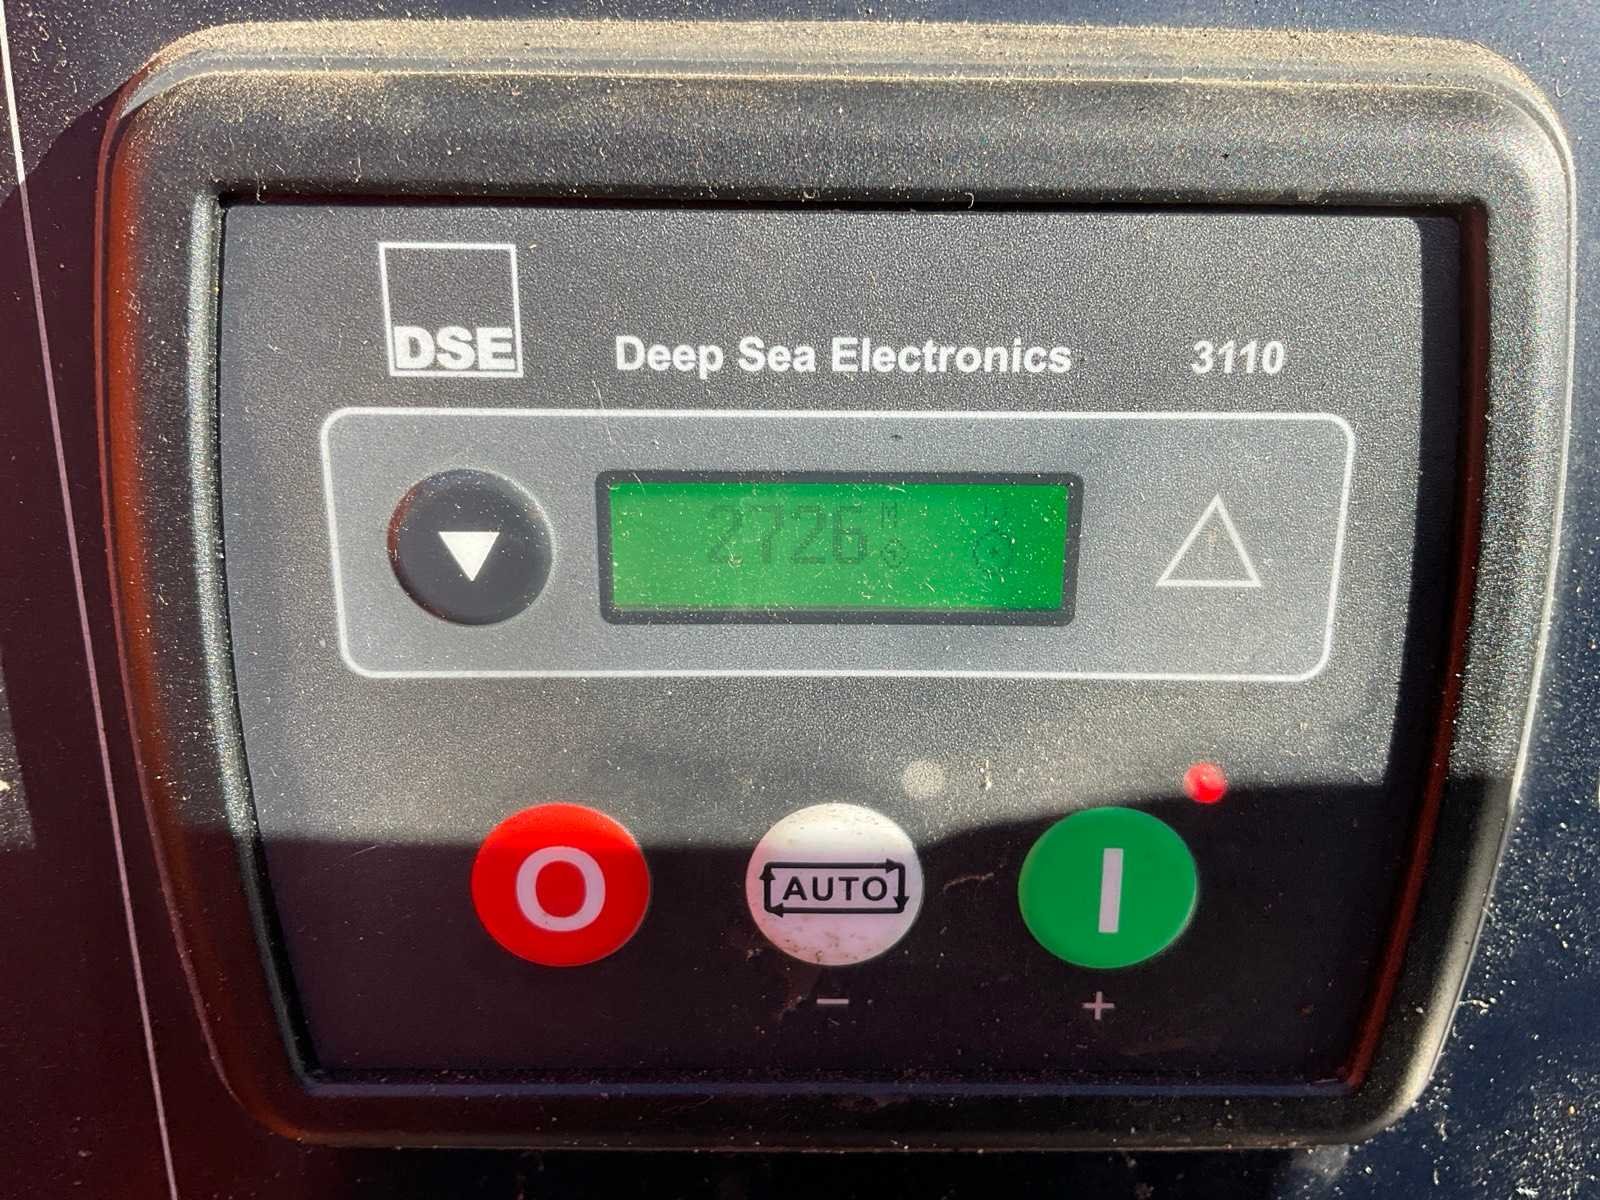 DSE
Deep Sea Electronics 3110
2726 H
O AUTO I
− +